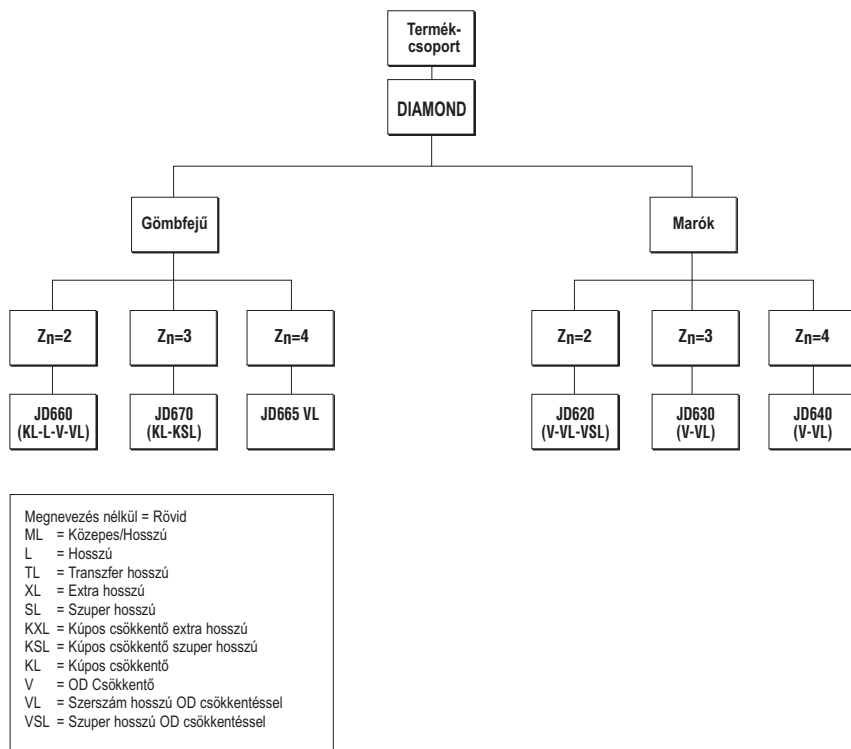 Termék-
csoport
DIAMOND
Gömbfejű
Marók
Zn=2
Zn=3
Zn=4
Zn=2
Zn=3
Zn=4
JD660
(KL-L-V-VL)
JD670
(KL-KSL)
JD665 VL
JD620
(V-VL-VSL)
JD630
(V-VL)
JD640
(V-VL)
Megnevezés nélkül = Rövid
ML = Közepes/Hosszú
L = Hosszú
TL = Transzfer hosszú
XL = Extra hosszú
SL = Szuper hosszú
KXL = Kúpos csökkentő extra hosszú
KSL = Kúpos csökkentő szuper hosszú
KL = Kúpos csökkentő
V = OD Csökkentő
VL = Szerszám hosszú OD csökkentéssel
VSL = Szuper hosszú OD csökkentéssel